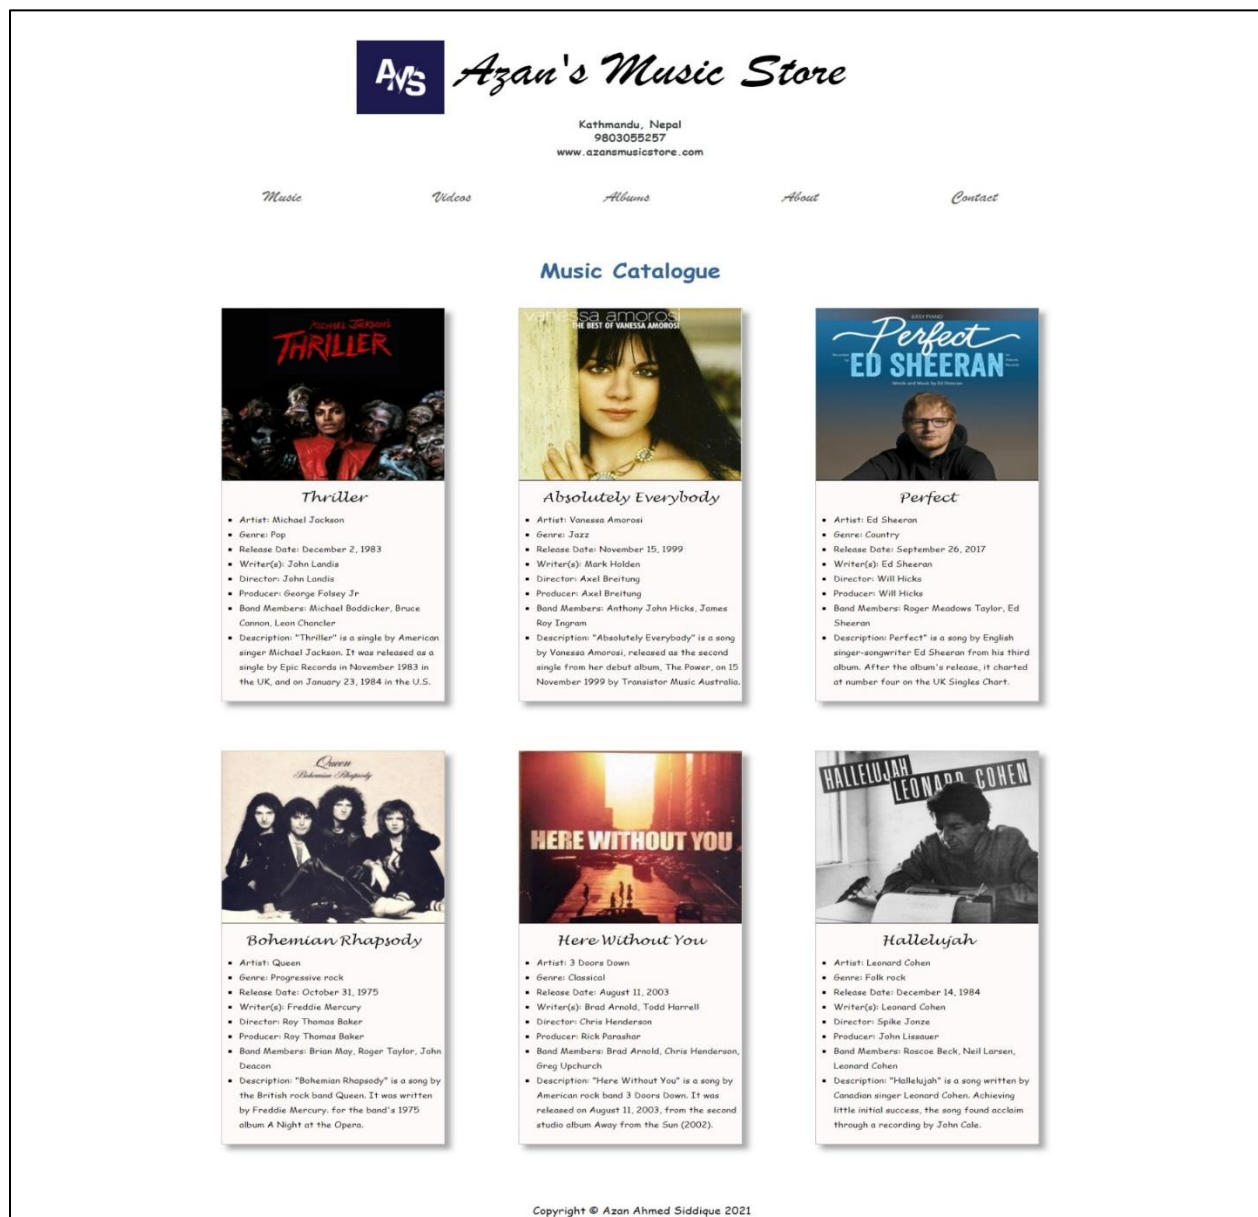 AMS
Azan's Music Store
Kathmandu, Nepal
9803055257
www.azansmusicstore.com
Music
Videos
Albums
About
Contact
Music Catalogue
MICHAEL JACKSON'S
THRILLER
Thriller
Artist: Michael Jackson
Genre: Pop
Release Date: December 2, 1983
Writer(s): John Landis
Director: John Landis
Producer: George Folsey Jr
Band Members: Michael Boddicker, Bruce
Cannon, Leon Choncler
Description: "Thriller" is a single by American
singer Michael Jackson. It was released as a
single by Epic Records in November 1983 in
the UK, and on January 23, 1984 in the U.S.
vanessa amorosi
THE BEST OF VANESSA AMOROSI
Absolutely Everybody
Artist: Vanessa Amorosi
Genre: Jazz
Release Date: November 15, 1999
Writer(s): Mark Holden
Director: Axel Breitung
Producer: Axel Breitung
Band Members: Anthony John Hicks, James
Roy Ingram
Description: "Absolutely Everybody" is a song
by Vanessa Amorosi, released as the second
single from her debut album, The Power, on 15
November 1999 by Transistor Music Australia.
EASY PIANO
Perfect
ED SHEERAN
Words and Music by Ed Sheeran
Perfect
Artist: Ed Sheeran
Genre: Country
Release Date: September 26, 2017
Writer(s): Ed Sheeran
Director: Will Hicks
Producer: Will Hicks
Band Members: Roger Meadows Taylor, Ed
Sheeran
Description: Perfect" is a song by English
singer-songwriter Ed Sheeran from his third
album. After the album's release, it charted
at number four on the UK Singles Chart.
Queen
Bohemian Rhapsody
Bohemian Rhapsody
Artist: Queen
Genre: Progressive rock
Release Date: October 31, 1975
Writer(s): Freddie Mercury
Director: Roy Thomas Baker
Producer: Roy Thomas Baker
Band Members: Brian May, Roger Taylor, John
Deacon
Description: "Bohemian Rhapsody" is a song by
the British rock band Queen. It was written
by Freddie Mercury. for the band's 1975
album A Night at the Opera.
HERE WITHOUT YOU
Here Without You
Artist: 3 Doors Down
Genre: Classical
Release Date: August 11, 2003
Writer(s): Brad Arnold, Todd Harrell
Director: Chris Henderson
Producer: Rick Parashar
Band Members: Brad Arnold, Chris Henderson,
Greg Upchurch
Description: "Here Without You" is a song by
American rock band 3 Doors Down. It was
released on August 11, 2003, from the second
studio album Away from the Sun (2002).
HALLELUJAH
LEONARD COHEN
Hallelujah
Artist: Leonard Cohen
Genre: Folk rock
Release Date: December 14, 1984
Writer(s): Leonard Cohen
Director: Spike Jonze
Producer: John Lissauer
Band Members: Roscoe Beck, Neil Larsen,
Leonard Cohen
Description: "Hallelujah" is a song written by
Canadian singer Leonard Cohen. Achieving
little initial success, the song found acclaim
through a recording by John Cale.
Copyright © Azan Ahmed Siddique 2021